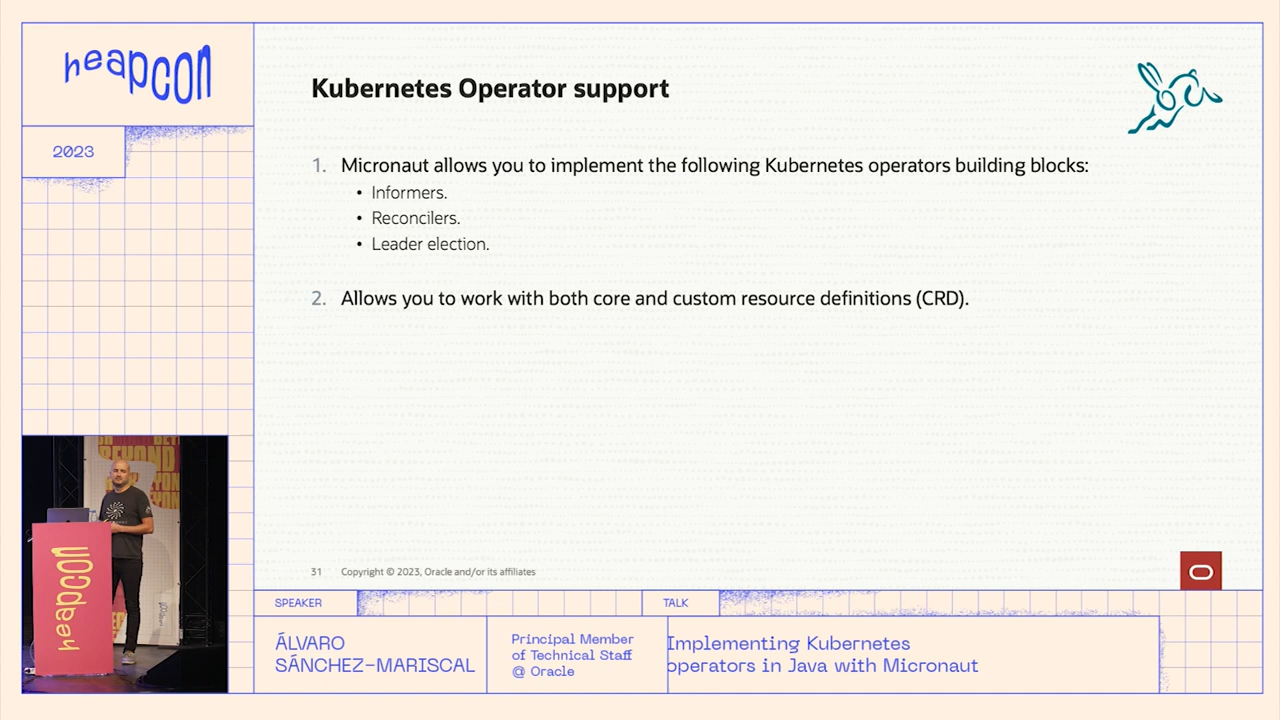 heapcon
2023
Kubernetes Operator support
1. Micronaut allows you to implement the following Kubernetes operators building blocks:
• Informers.
• Reconcilers.
• Leader election.
2. Allows you to work with both core and custom resource definitions (CRD).
31 Copyright © 2023, Oracle and/or its affiliates
BEYOND
heapcon
SPEAKER
ÁLVARO
SÁNCHEZ-MARISCAL
Principal Member
of Technical Staff
@ Oracle
TALK
Implementing Kubernetes
operators in Java with Micronaut